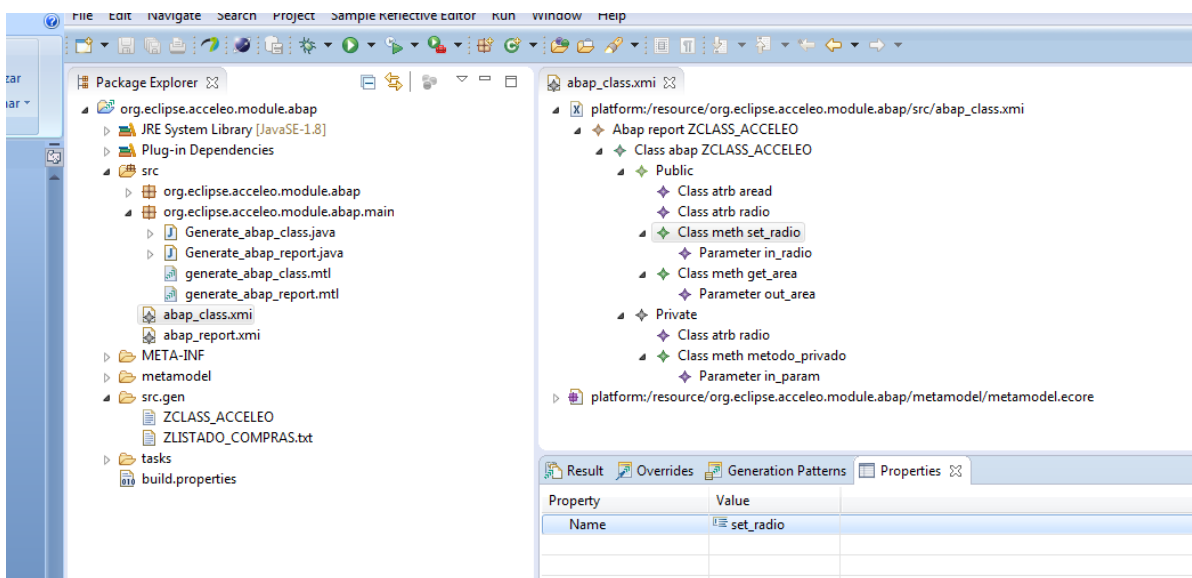 File Edit Navigate Search Project Sample Reflective Editor Run Window Help
zar
nar
Package Explorer
org.eclipse.acceleo.module.abap
JRE System Library [JavaSE-1.8]
Plug-in Dependencies
src
org.eclipse.acceleo.module.abap
org.eclipse.acceleo.module.abap.main
Generate_abap_class.java
Generate_abap_report.java
generate_abap_class.mtl
generate_abap_report.mtl
abap_class.xmi
abap_report.xmi
META-INF
metamodel
src.gen
ZCLASS_ACCELEO
ZLISTADO_COMPRAS.txt
tasks
build.properties
abap_class.xmi
platform:/resource/org.eclipse.acceleo.module.abap/src/abap_class.xmi
Abap report ZCLASS_ACCELEO
Class abap ZCLASS_ACCELEO
Public
Class atrb aread
Class atrb radio
Class meth set_radio
Parameter in_radio
Class meth get_area
Parameter out_area
Private
Class atrb radio
Class meth metodo_privado
Parameter in_param
platform:/resource/org.eclipse.acceleo.module.abap/metamodel/metamodel.ecore
Result Overrides Generation Patterns Properties
Property Value
Name set_radio